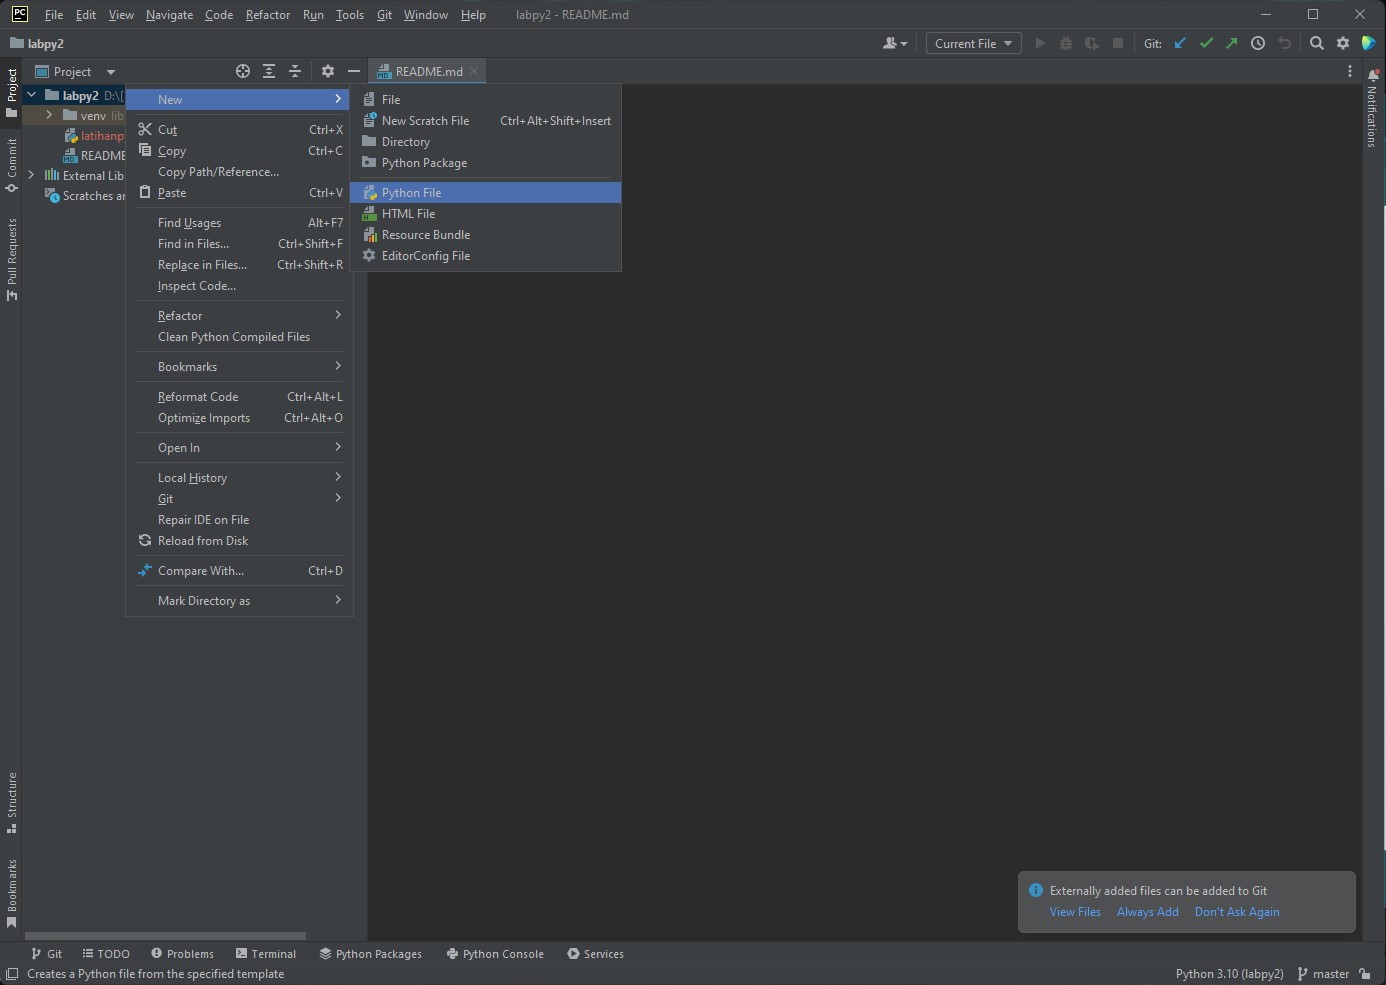 PC File Edit View Navigate Code Refactor Run Tools Git Window Help labpy2 - README.md
labpy2 Current File Git:
Project
README.md
labpy2 D:\[
venv lib
latihanp
README
External Lib
Scratches ar
New
Cut Ctrl+X
Copy Ctrl+C
Copy Path/Reference...
Paste Ctrl+V
Find Usages Alt+F7
Find in Files... Ctrl+Shift+F
Replace in Files... Ctrl+Shift+R
Inspect Code...
Refactor
Clean Python Compiled Files
Bookmarks
Reformat Code Ctrl+Alt+L
Optimize Imports Ctrl+Alt+O
Open In
Local History
Git
Repair IDE on File
Reload from Disk
Compare With... Ctrl+D
Mark Directory as
File
New Scratch File Ctrl+Alt+Shift+Insert
Directory
Python Package
Python File
HTML File
Resource Bundle
EditorConfig File
Project
Commit
Pull Requests
Structure
Bookmarks
Notifications
Externally added files can be added to Git
View Files Always Add Don't Ask Again
Git TODO Problems Terminal Python Packages Python Console Services
Creates a Python file from the specified template Python 3.10 (labpy2) master